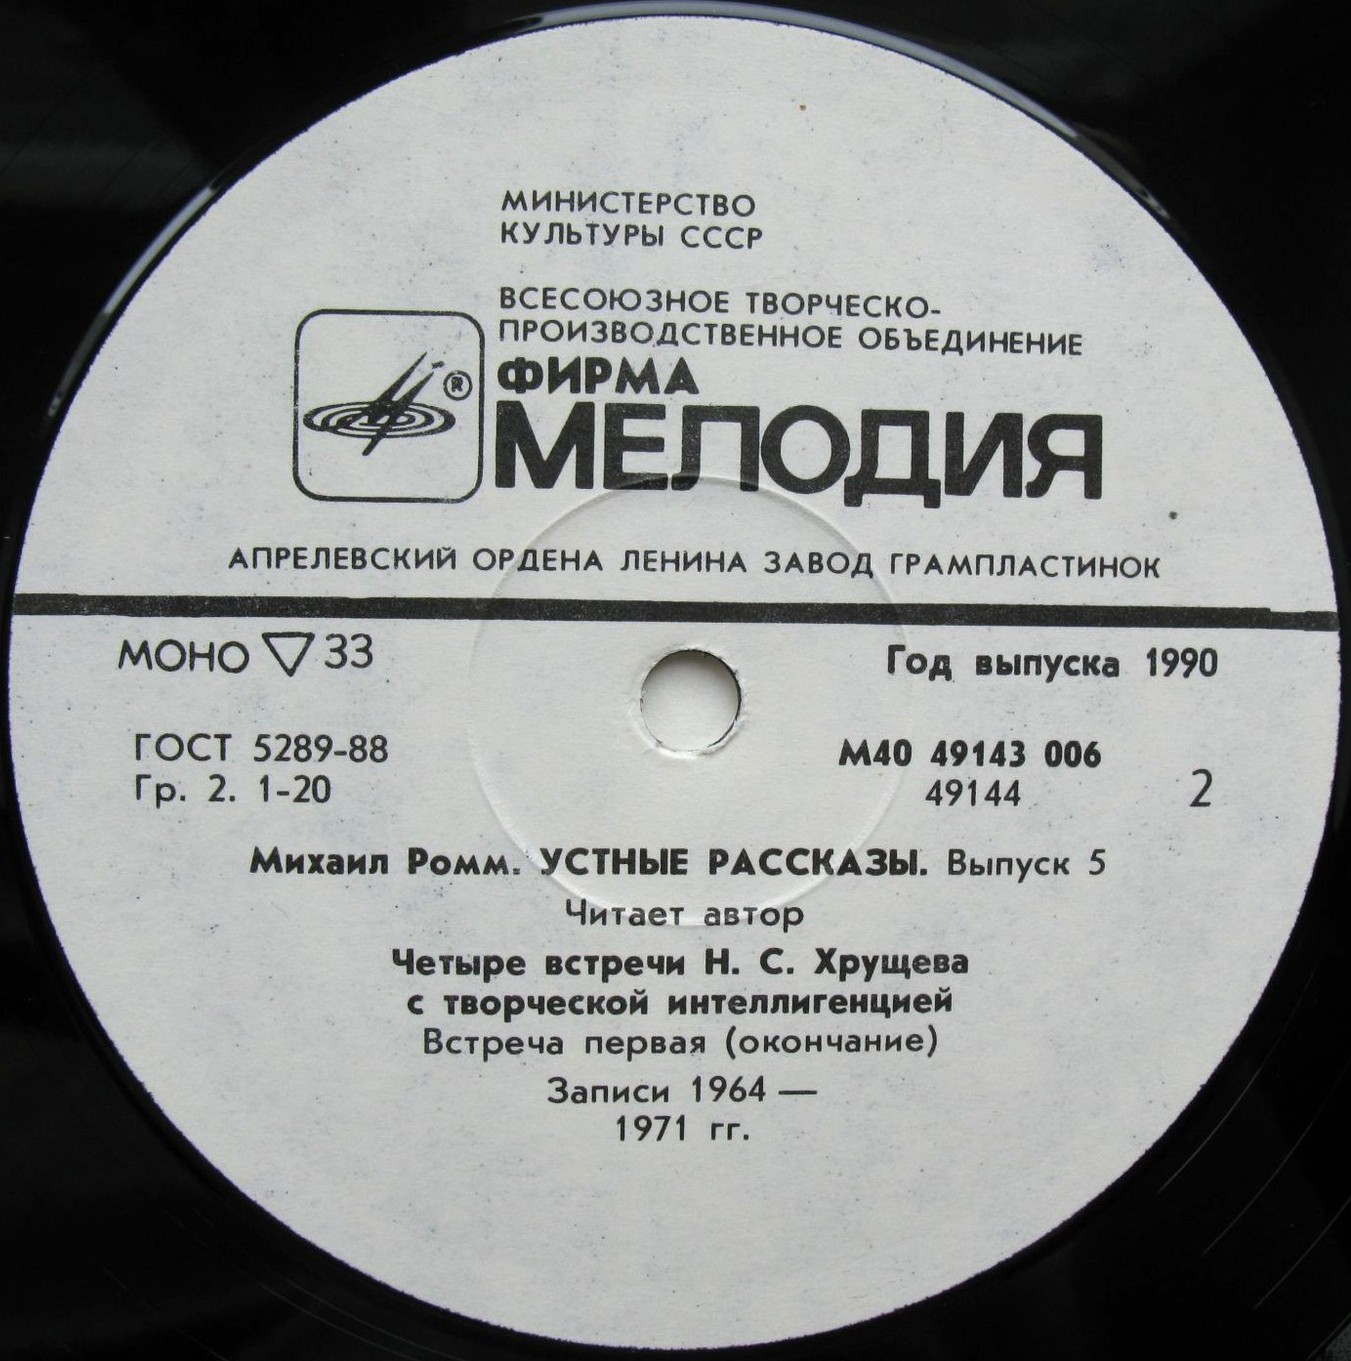 МИНИСТЕРСТВО
КУЛЬТУРЫ СССР
ВСЕСОЮЗНОЕ ТВОРЧЕСКО-
ПРОИЗВОДСТВЕННОЕ ОБЪЕДИНЕНИЕ
®
ФИРМА
МЕЛОДИЯ
АПРЕЛЕВСКИЙ ОРДЕНА ЛЕНИНА ЗАВОД ГРАМПЛАСТИНОК
МОНО ▽ 33
Год выпуска 1990
ГОСТ 5289-88
Гр. 2. 1-20
М40 49143 006
49144
2
Михаил Ромм. УСТНЫЕ РАССКАЗЫ. Выпуск 5
Читает автор
Четыре встречи Н. С. Хрущева
с творческой интеллигенцией
Встреча первая (окончание)
Записи 1964 —
1971 гг.